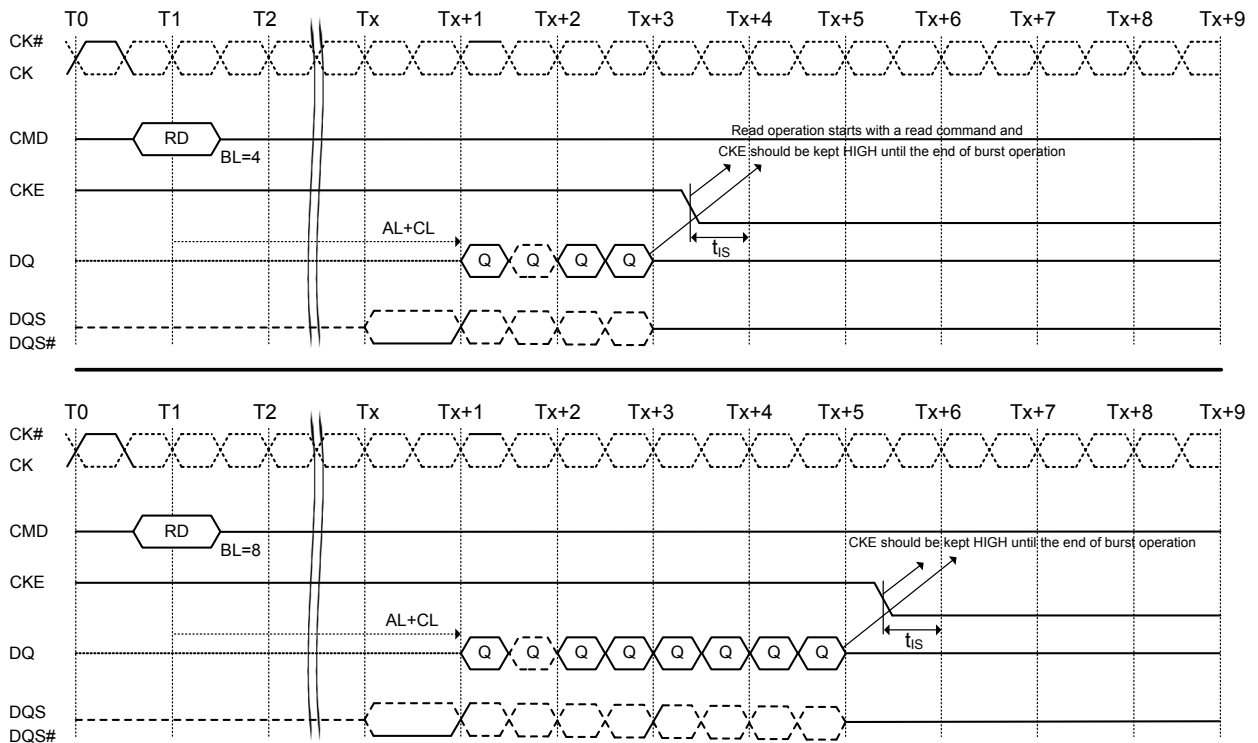 T0 T1 T2 Tx Tx+1 Tx+2 Tx+3 Tx+4 Tx+5 Tx+6 Tx+7 Tx+8 Tx+9
CK#
CK
CMD RD BL=4
Read operation starts with a read command and
CKE should be kept HIGH until the end of burst operation
CKE
AL+CL
tIS
DQ Q Q Q Q
DQS
DQS#
T0 T1 T2 Tx Tx+1 Tx+2 Tx+3 Tx+4 Tx+5 Tx+6 Tx+7 Tx+8 Tx+9
CK#
CK
CMD RD BL=8
CKE should be kept HIGH until the end of burst operation
CKE
AL+CL
tIS
DQ Q Q Q Q Q Q Q Q
DQS
DQS#